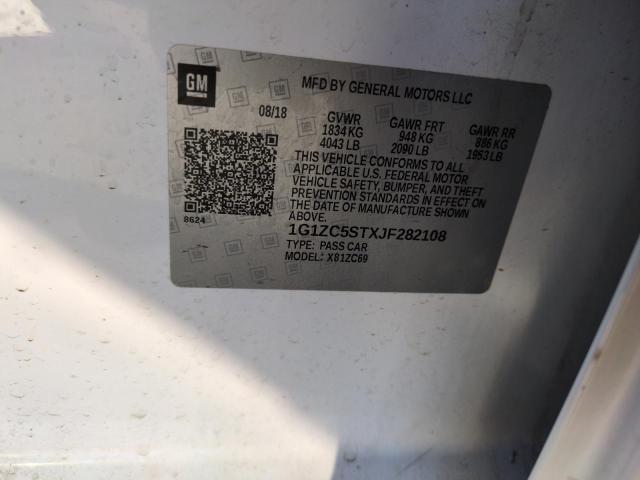 GM
MFD BY GENERAL MOTORS LLC
08/18
GVWR GAWR FRT GAWR RR
1834 KG 948 KG 886 KG
4043 LB 2090 LB 1953 LB
THIS VEHICLE CONFORMS TO ALL
APPLICABLE U.S. FEDERAL MOTOR
VEHICLE SAFETY, BUMPER, AND THEFT
PREVENTION STANDARDS IN EFFECT ON
THE DATE OF MANUFACTURE SHOWN
ABOVE.
8624
1G1ZC5STXJF282108
TYPE: PASS CAR
MODEL: X81ZC69